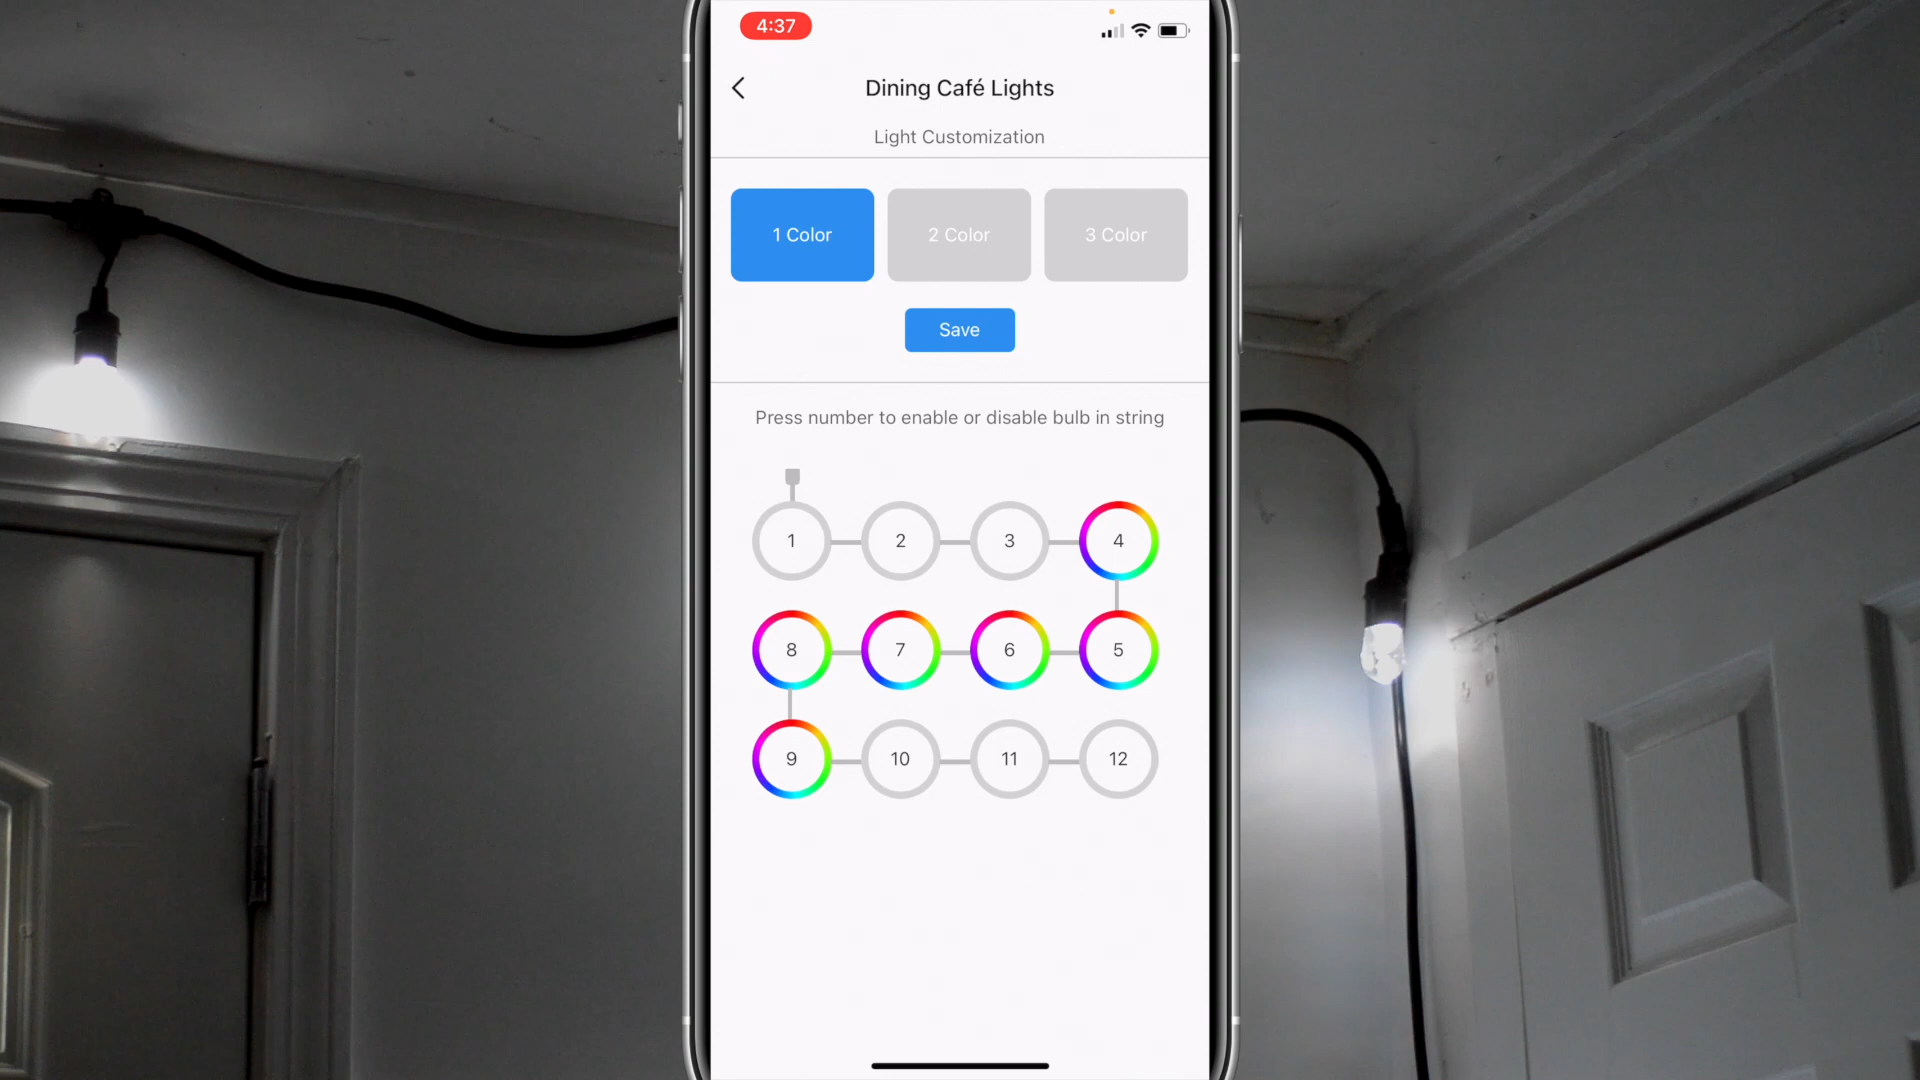 4:37
Dining Café Lights
Light Customization
1 Color 2 Color 3 Color
Save
Press number to enable or disable bulb in string
1 2 3 4
8 7 6 5
9 10 11 12